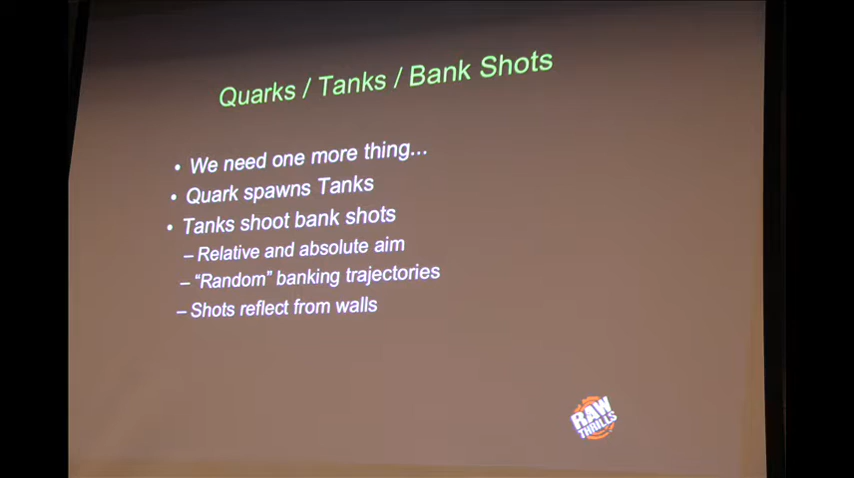 Quarks / Tanks / Bank Shots
• We need one more thing...
• Quark spawns Tanks
• Tanks shoot bank shots
– Relative and absolute aim
– “Random” banking trajectories
– Shots reflect from walls
RAW
THRILLS